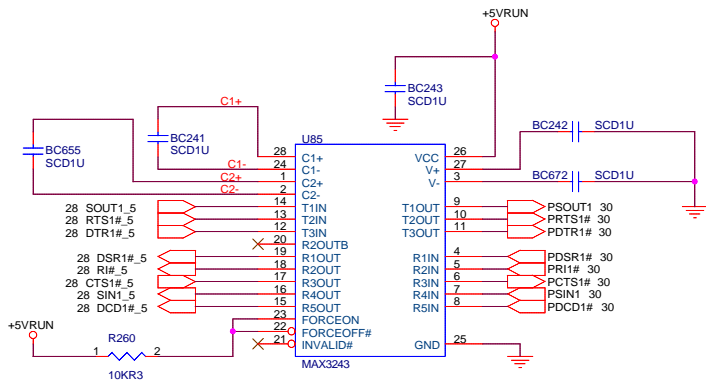 +5VRUN
BC243
SCD1U
C1+
U85
BC242 SCD1U
BC655
SCD1U
BC241
SCD1U
C1-
C2+
C2-
28 C1+ VCC 26
24 C1- V+ 27
1 C2+ V- 3
2 C2-
BC672 SCD1U
28 SOUT1_5 14 T1IN T1OUT 9 PSOUT1 30
28 RTS1#_5 13 T2IN T2OUT 10 PRTS1# 30
28 DTR1#_5 12 T3IN T3OUT 11 PDTR1# 30
20 R2OUTB
28 DSR1#_5 19 R1OUT R1IN 4 PDSR1# 30
28 RI#_5 18 R2OUT R2IN 5 PRI1# 30
28 CTS1#_5 17 R3OUT R3IN 6 PCTS1# 30
28 SIN1_5 16 R4OUT R4IN 7 PSIN1 30
28 DCD1#_5 15 R5OUT R5IN 8 PDCD1# 30
23 FORCEON
22 FORCEOFF#
21 INVALID# GND 25
+5VRUN
R260
1 2
10KR3
MAX3243